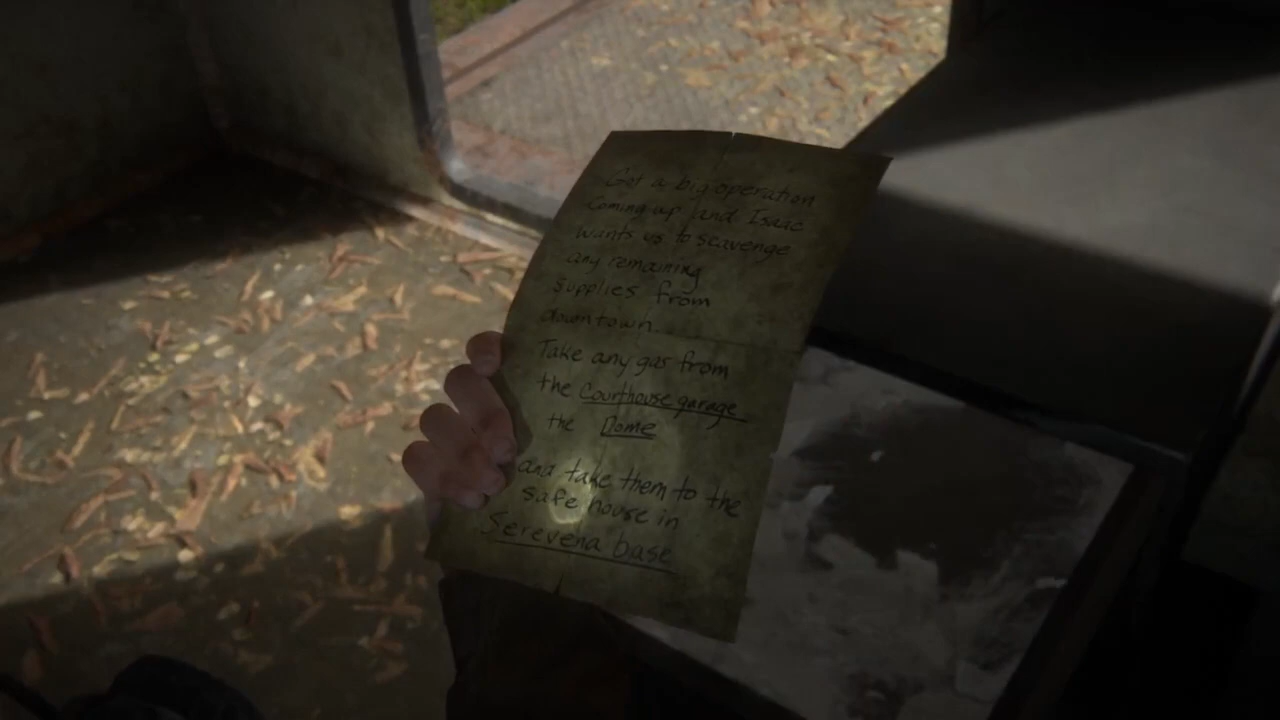 Got a big operation
coming up and Isaac
wants us to scavenge
any remaining
supplies from
downtown.
Take any gas from
the Courthouse garage
the Dome
and take them to the
safe house in
Serevena base